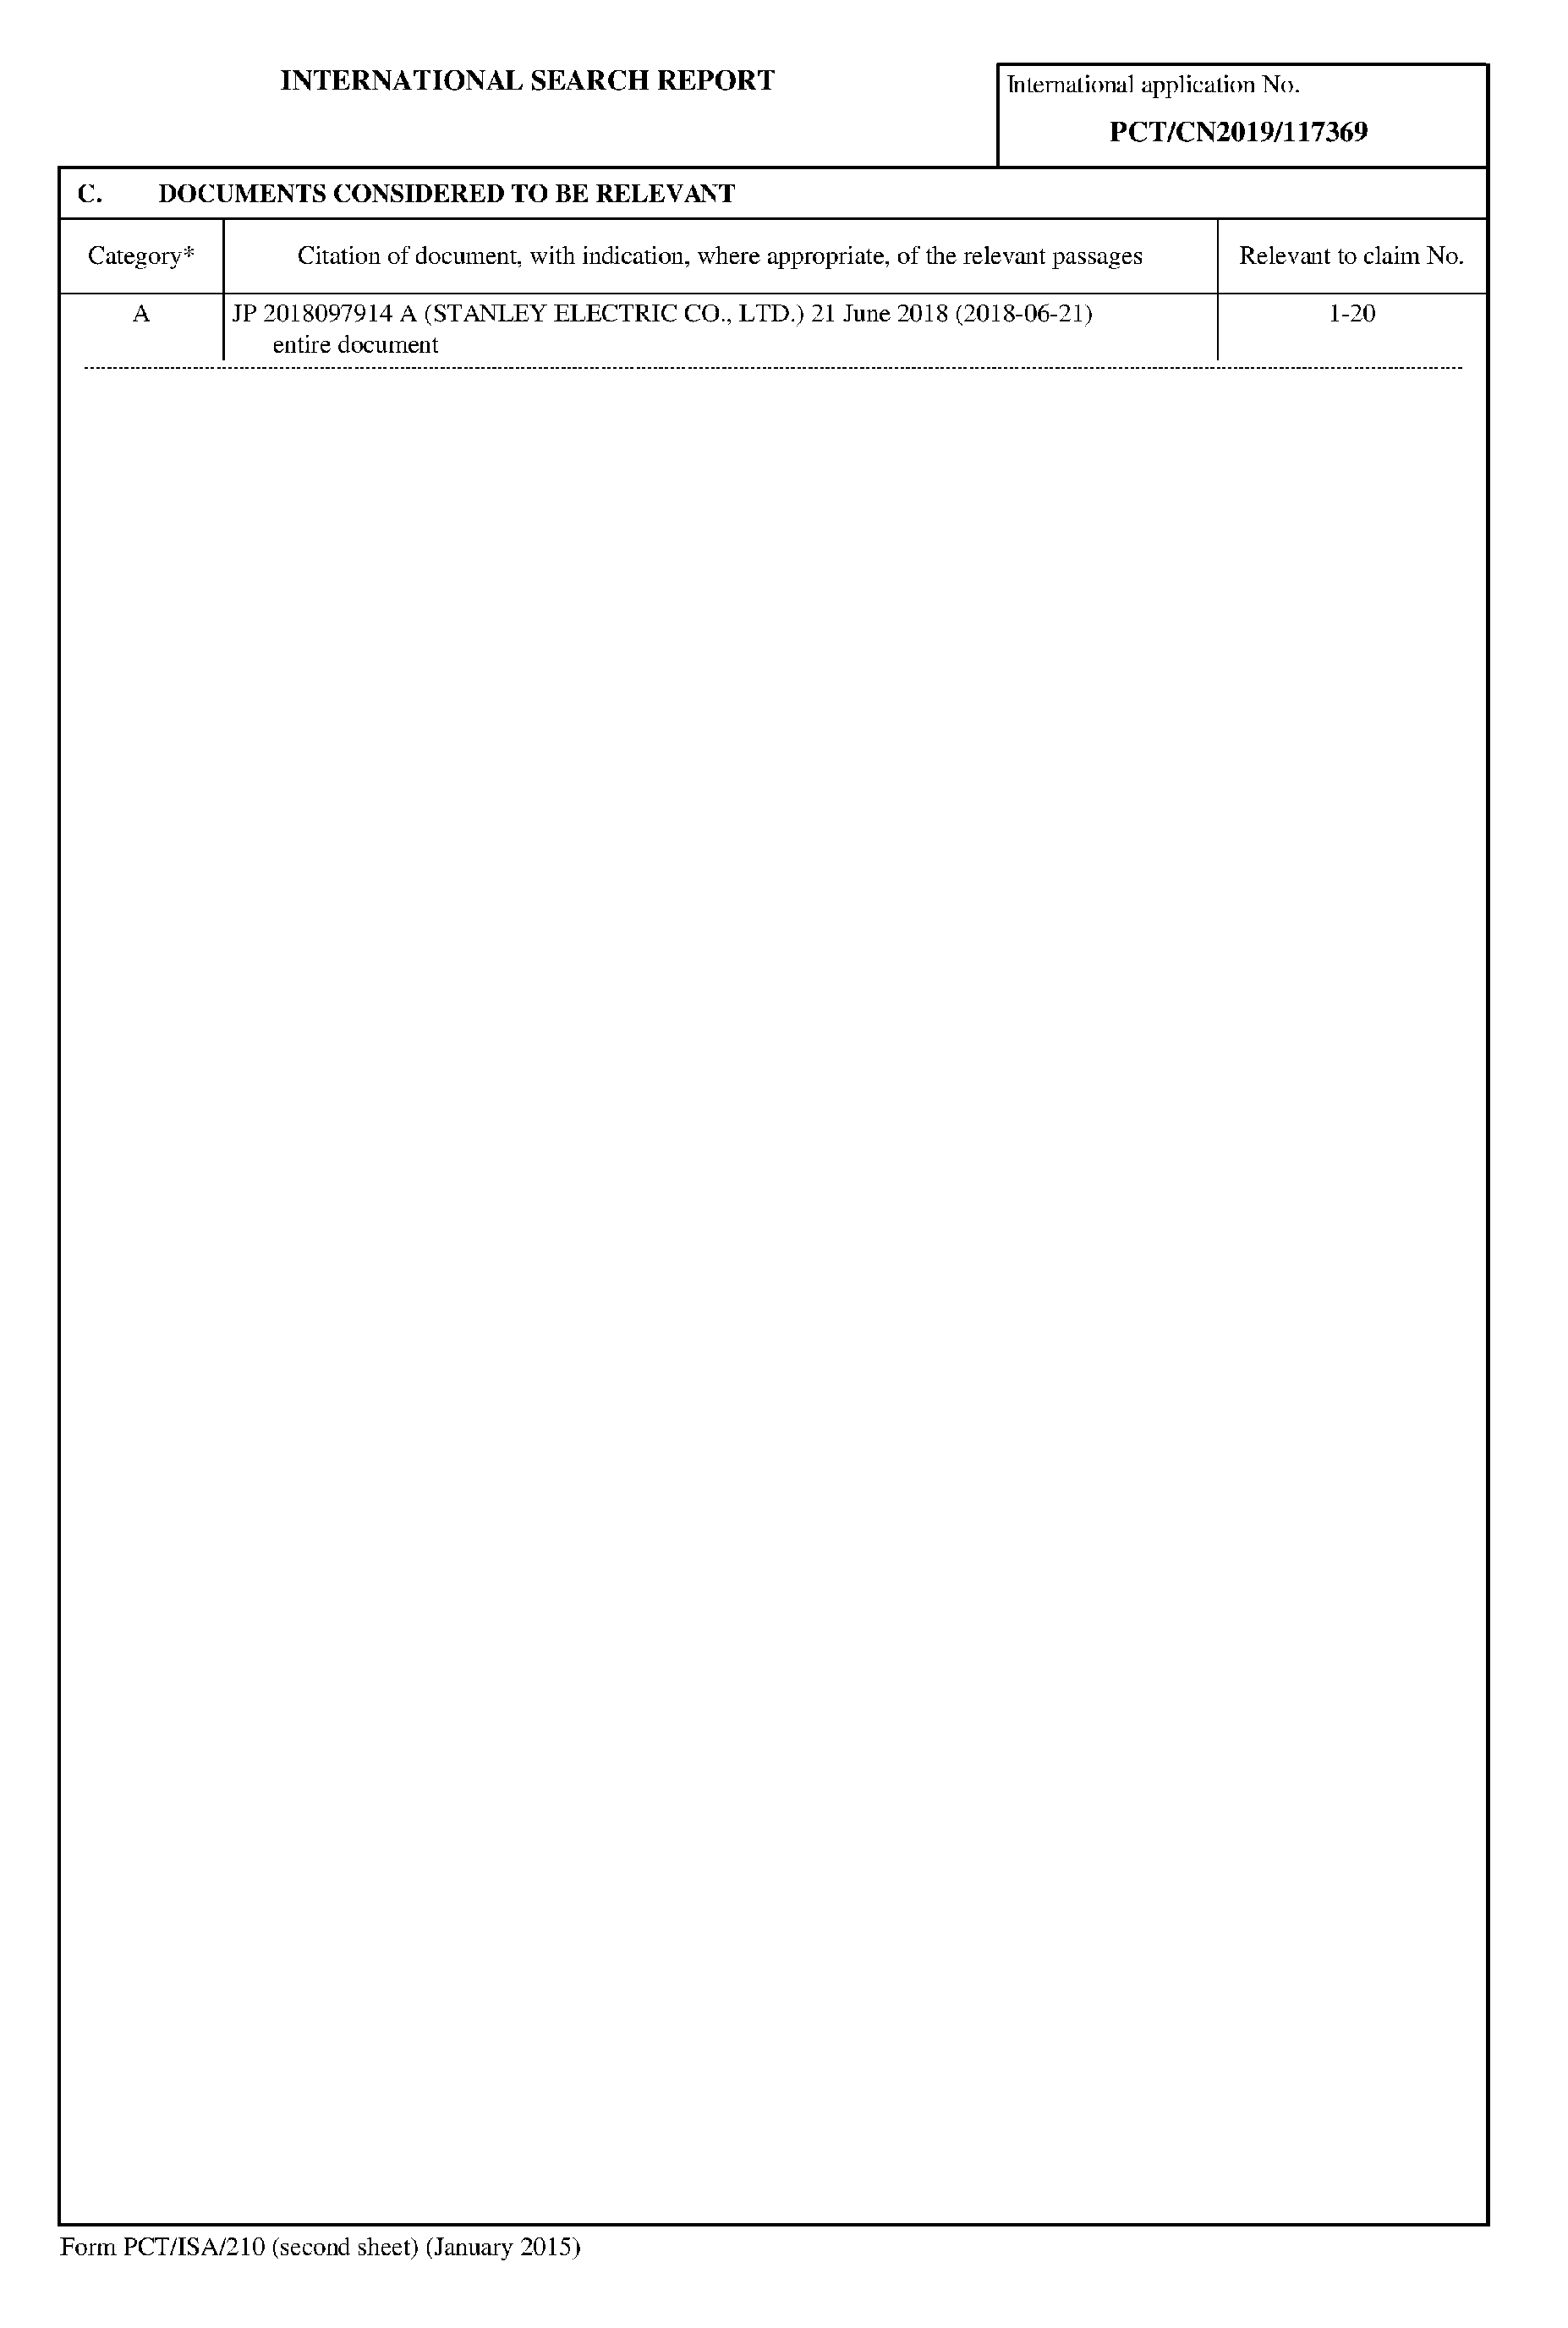 INTERNATIONAL SEARCH REPORT
International application No.
PCT/CN2019/117369
C. DOCUMENTS CONSIDERED TO BE RELEVANT
Category* Citation of document, with indication, where appropriate, of the relevant passages Relevant to claim No.
A JP 2018097914 A (STANLEY ELECTRIC CO., LTD.) 21 June 2018 (2018-06-21) 1-20
entire document
Form PCT/ISA/210 (second sheet) (January 2015)